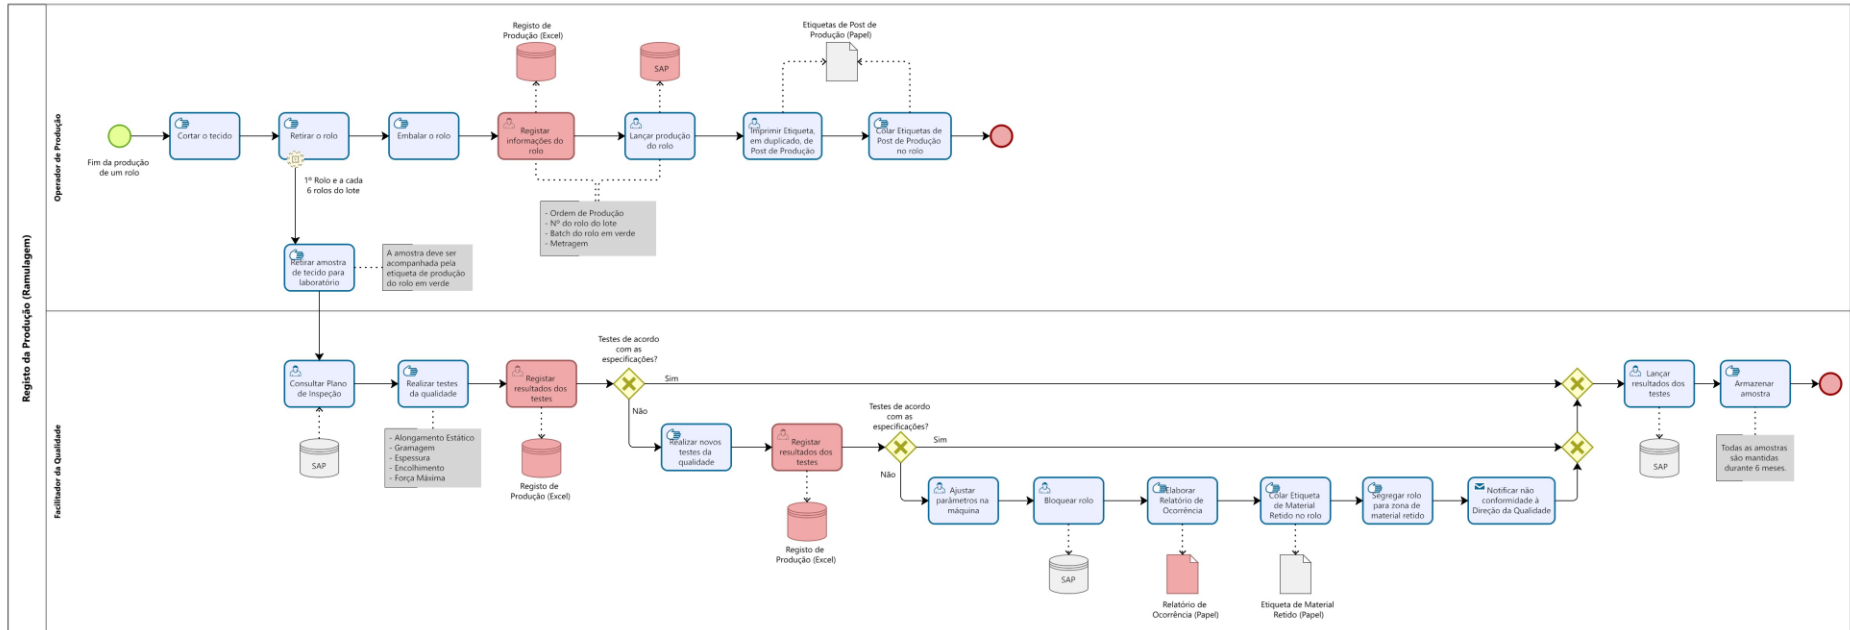 Registo da Produção (Ramulagem)
Operador de Produção
Fim da produção
de um rolo
Cortar o tecido
Retirar o rolo
1º Rolo e a cada
6 rolos do lote
Embalar o rolo
Registo de
Produção (Excel)
Registar
informações do
rolo
SAP
Lançar produção
do rolo
- Ordem de Produção
- Nº do rolo do lote
- Batch do rolo em verde
- Metragem
Etiquetas de Post de
Produção (Papel)
Imprimir Etiqueta,
em duplicado, de
Post de Produção
Colar Etiquetas de
Post de Produção
no rolo
Retirar amostra
de tecido para
laboratório
A amostra deve ser
acompanhada pela
etiqueta de produção
do rolo em verde
Facilitador da Qualidade
Consultar Plano
de Inspeção
SAP
Realizar testes
da qualidade
- Alongamento Estático
- Gramagem
- Espessura
- Encolhimento
- Força Máxima
Registar
resultados dos
testes
Registo de
Produção (Excel)
Testes de acordo
com as
especificações?
Sim
Não
Realizar novos
testes da
qualidade
Registar
resultados dos
testes
Registo de
Produção (Excel)
Testes de acordo
com as
especificações?
Sim
Não
Ajustar
parâmetros na
máquina
Bloquear rolo
SAP
Elaborar
Relatório de
Ocorrência
Relatório de
Ocorrência (Papel)
Colar Etiqueta
de Material
Retido no rolo
Etiqueta de Material
Retido (Papel)
Segregar rolo
para zona de
material retido
Notificar não
conformidade à
Direção da Qualidade
Lançar
resultados dos
testes
SAP
Armazenar
amostra
Todas as amostras
são mantidas
durante 6 meses.